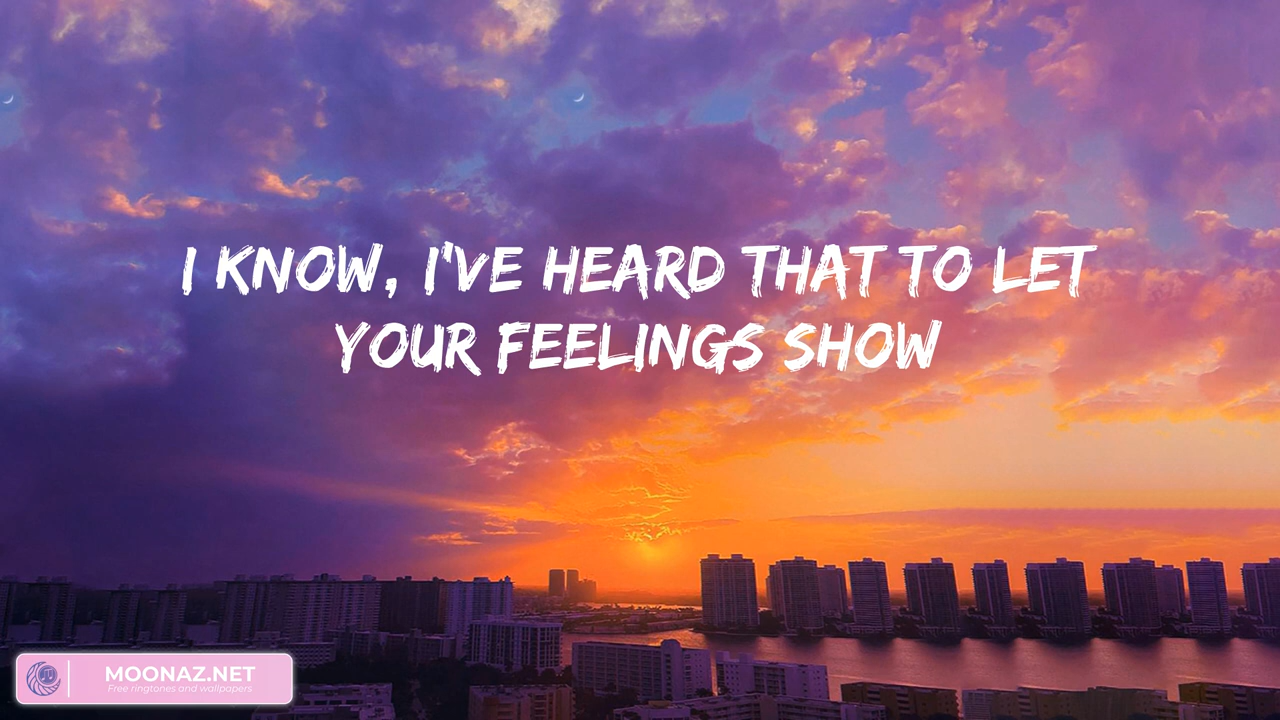 I KNOW, I'VE HEARD THAT TO LET
YOUR FEELINGS SHOW
MOONAZ.NET
Free ringtones and wallpapers